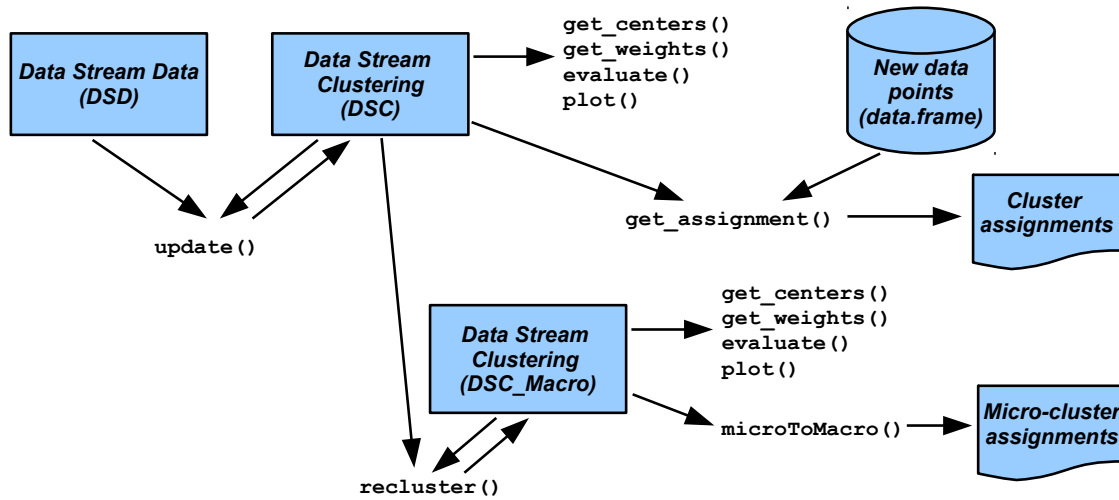 Data Stream Data
(DSD)
Data Stream
Clustering
(DSC)
get_centers()
get_weights()
evaluate()
plot()
New data
points
(data.frame)
update()
get_assignment()
Cluster
assignments
Data Stream
Clustering
(DSC_Macro)
get_centers()
get_weights()
evaluate()
plot()
microToMacro()
Micro-cluster
assignments
recluster()